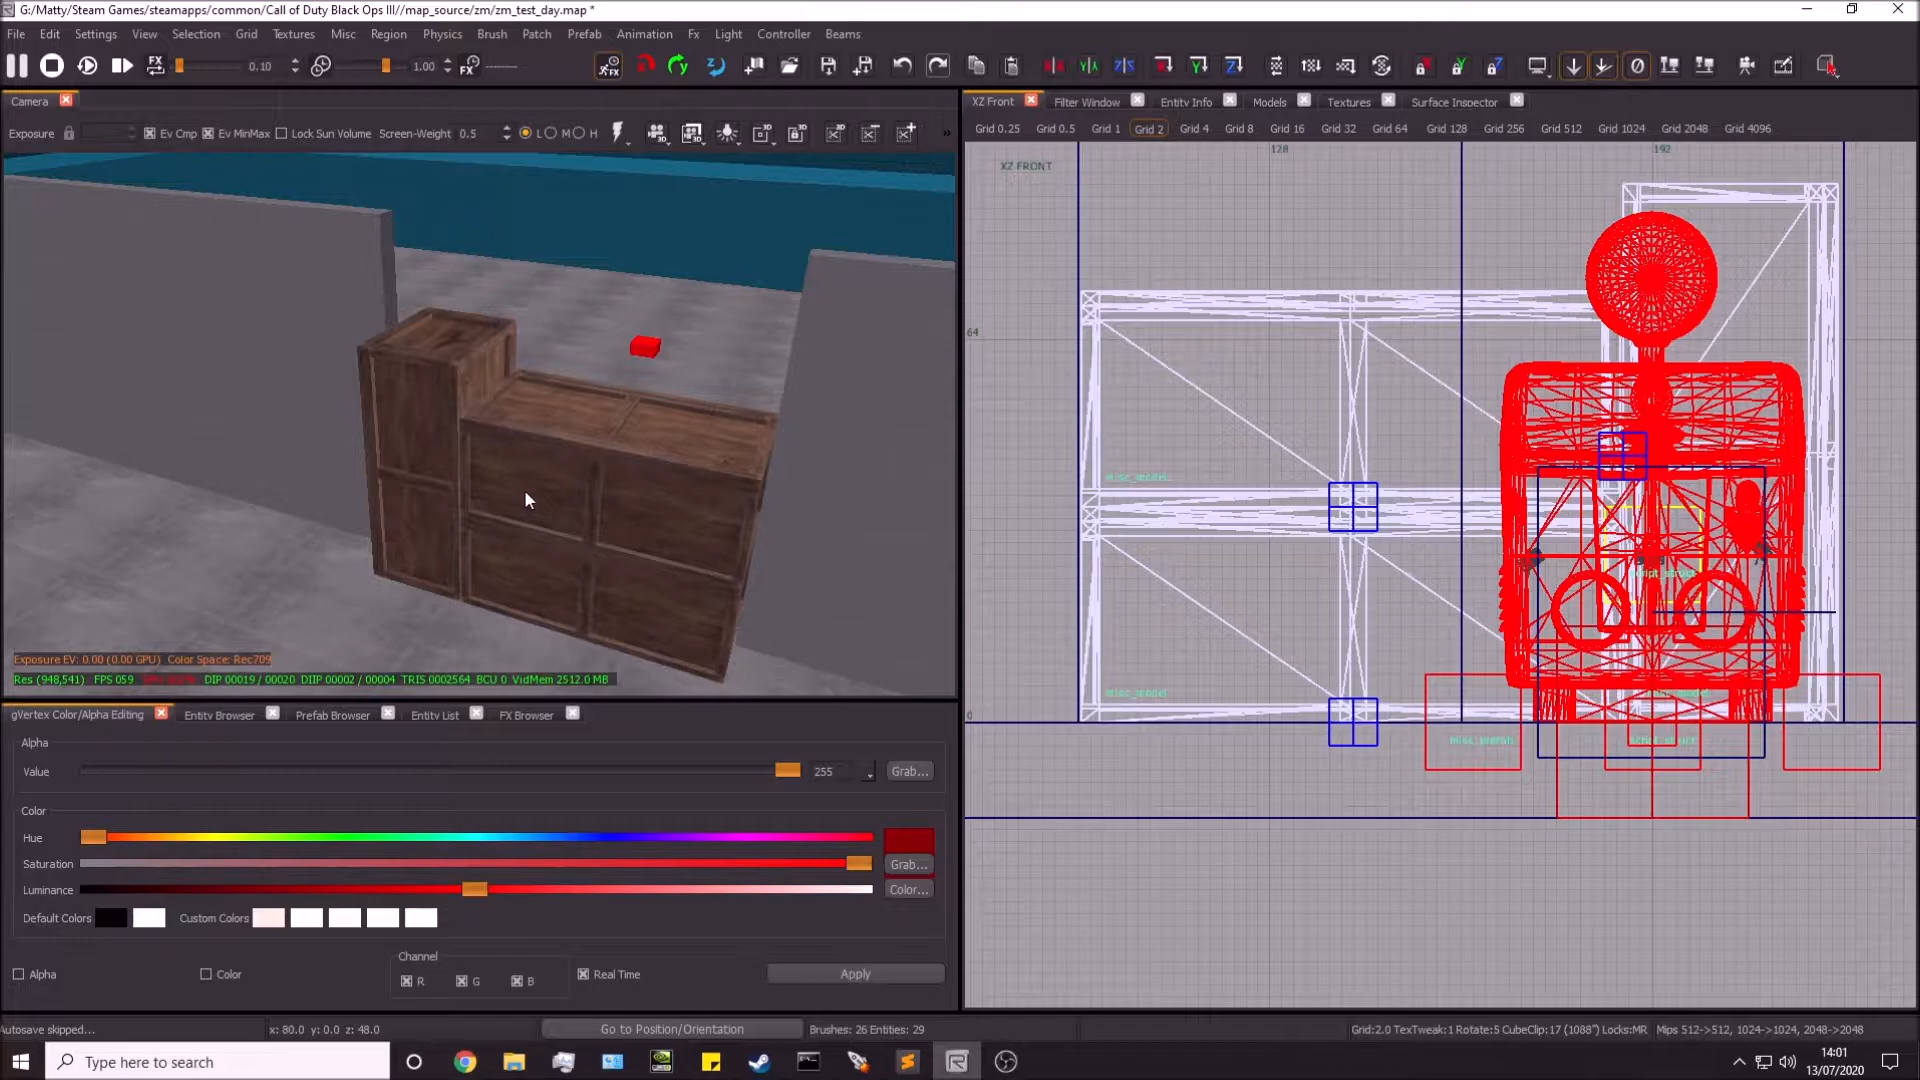 G:/Matty/Steam Games/steamapps/common/Call of Duty Black Ops III//map_source/zm/zm_test_day.map *
File Edit Settings View Selection Grid Textures Misc Region Physics Brush Patch Prefab Animation Fx Light Controller Beams
FX 0.10 1.00 FX
Camera
Exposure Ev Cmp Ev MinMax Lock Sun Volume Screen-Weight 0.5 L M H
XZ Front Filter Window Entity Info Models Textures Surface Inspector
Grid 0.25 Grid 0.5 Grid 1 Grid 2 Grid 4 Grid 8 Grid 16 Grid 32 Grid 64 Grid 128 Grid 256 Grid 512 Grid 1024 Grid 2048 Grid 4096
128 192
XZ FRONT
64
misc_model
script_struct
misc_model
0
misc_prefab script_struct
Exposure EV: 0.00 (0.00 GPU) Color Space: Rec709
Res (948,541) FPS 059 DIP 00019 / 00020 DIIP 00002 / 00004 TRIS 0002564 BCU 0 VidMem 2512.0 MB
gVertex Color/Alpha Editing Entity Browser Prefab Browser Entity List FX Browser
Alpha
Value 255 Grab...
Color
Hue
Saturation Grab...
Luminance Color...
Default Colors Custom Colors
Channel
Alpha Color R G B Real Time Apply
Autosave skipped... x: 80.0 y: 0.0 z: 48.0 Go to Position/Orientation Brushes: 26 Entities: 29 Grid:2.0 TexTweak:1 Rotate:5 CubeClip:17 (1088") Locks:MR Mips 512->512, 1024->1024, 2048->2048
Type here to search
14:01
13/07/2020